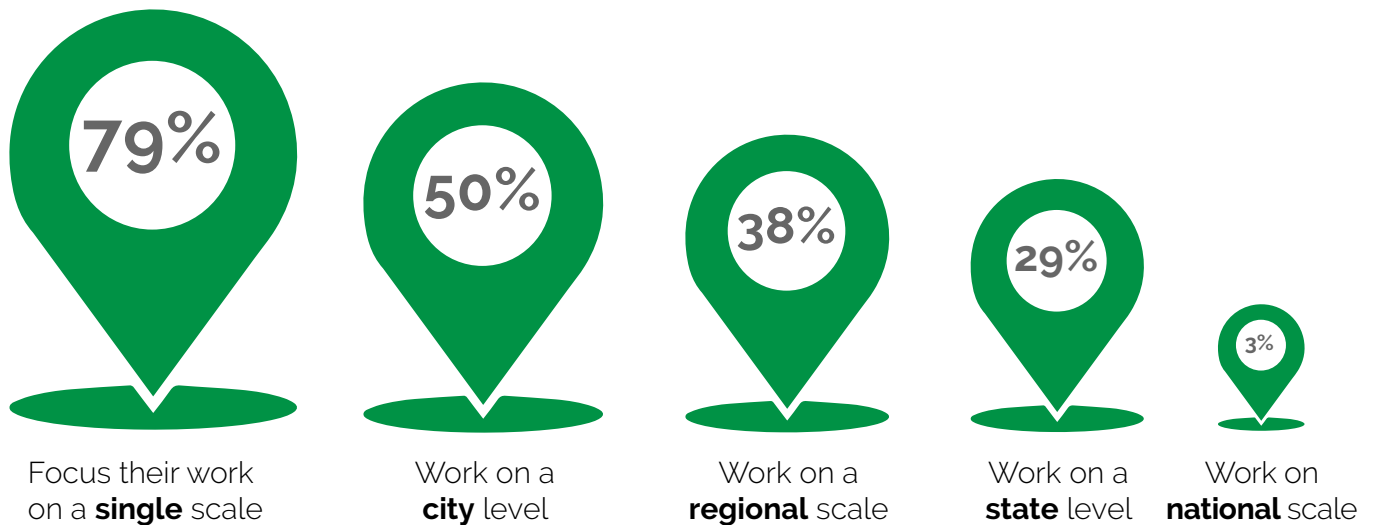 79%
Focus their work
on a single scale
50%
Work on a
city level
38%
Work on a
regional scale
29%
Work on a
state level
3%
Work on
national scale